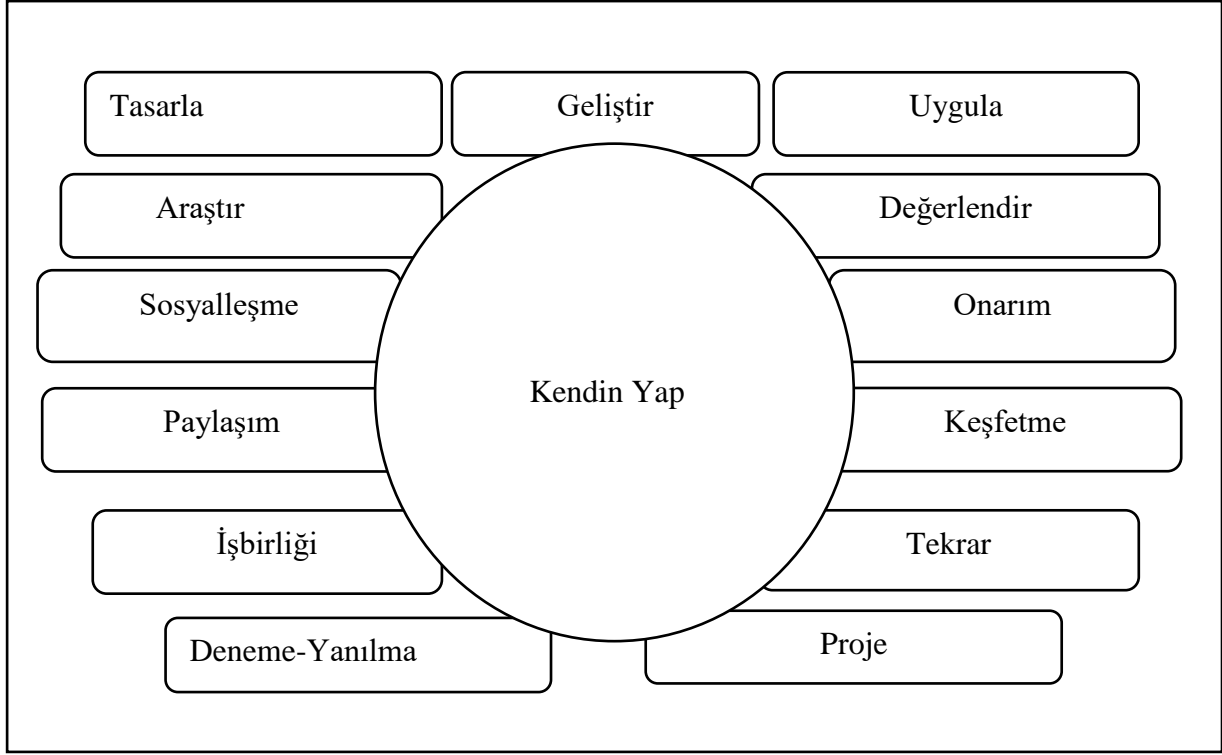 Tasarla
Geliştir
Uygula
Araştır
Değerlendir
Sosyalleşme
Onarım
Kendin Yap
Paylaşım
Keşfetme
İşbirliği
Tekrar
Deneme-Yanılma
Proje